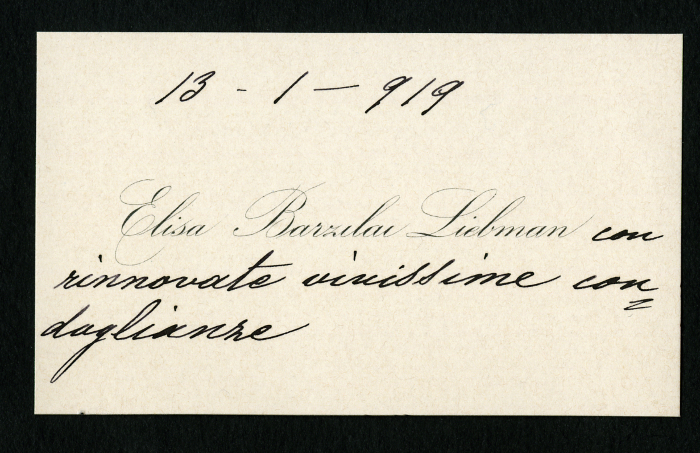 13 - 1 - 919
Elisa Barzilai Liebman con
rinnovate vivissime con=
doglianze